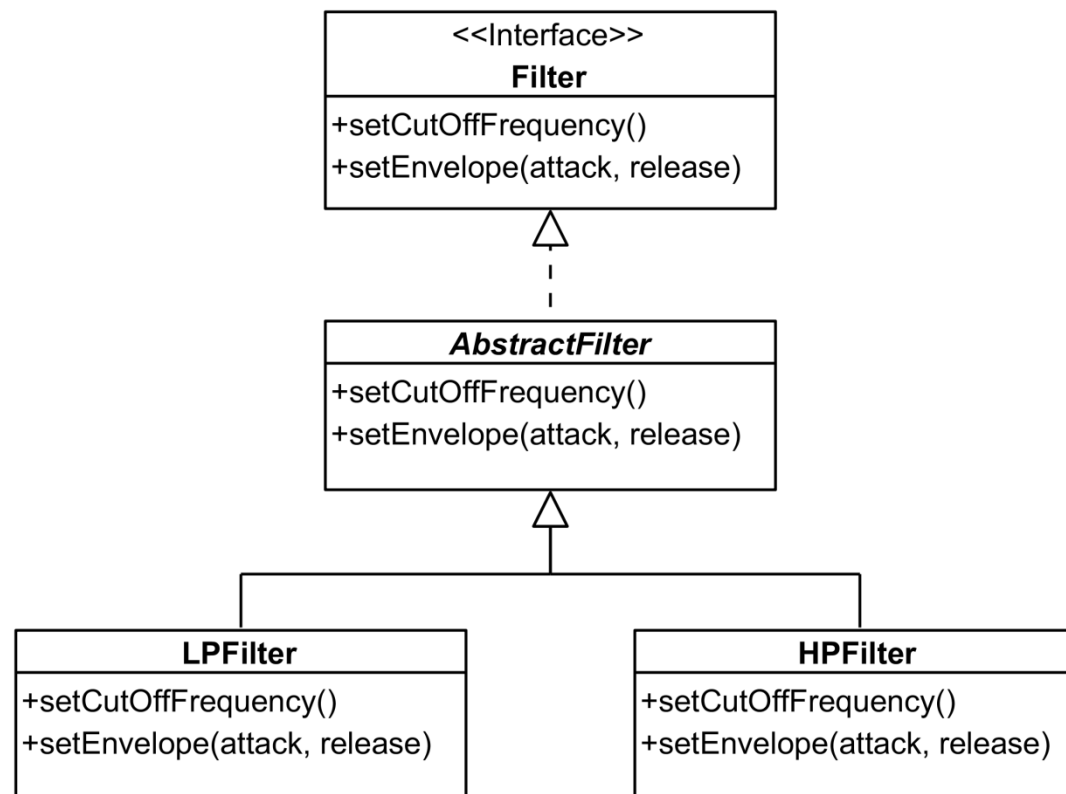 <<Interface>>
Filter
+setCutOffFrequency()
+setEnvelope(attack, release)
AbstractFilter
+setCutOffFrequency()
+setEnvelope(attack, release)
LPFilter
+setCutOffFrequency()
+setEnvelope(attack, release)
HPFilter
+setCutOffFrequency()
+setEnvelope(attack, release)